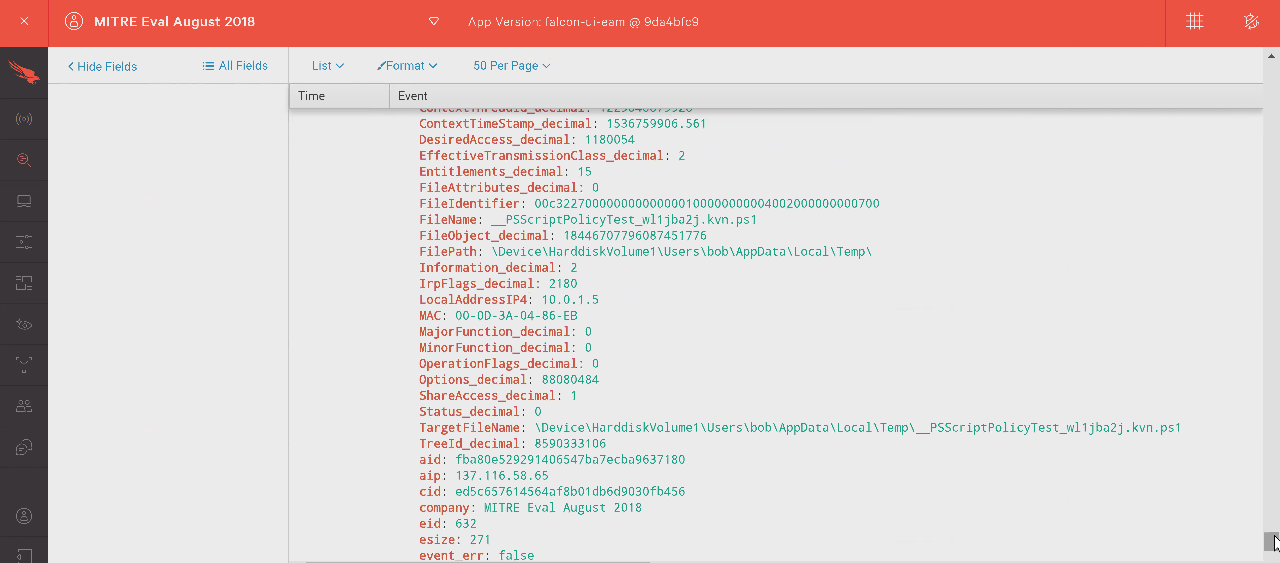 MITRE Eval August 2018
App Version: falcon-ui-eam @ 9da4bfc9
Hide Fields
All Fields
List
Format
50 Per Page
Time
Event
ContextTimeStamp_decimal: 1536759906.561
DesiredAccess_decimal: 1180054
EffectiveTransmissionClass_decimal: 2
Entitlements_decimal: 15
FileAttributes_decimal: 0
FileIdentifier: 00c32270000000000000100000000004002000000000700
FileName: __PSScriptPolicyTest_wl1jba2j.kvn.ps1
FileObject_decimal: 18446707796087451776
FilePath: \Device\HarddiskVolume1\Users\bob\AppData\Local\Temp\
Information_decimal: 2
IrpFlags_decimal: 2180
LocalAddressIP4: 10.0.1.5
MAC: 00-0D-3A-04-86-EB
MajorFunction_decimal: 0
MinorFunction_decimal: 0
OperationFlags_decimal: 0
Options_decimal: 88080484
ShareAccess_decimal: 1
Status_decimal: 0
TargetFileName: \Device\HarddiskVolume1\Users\bob\AppData\Local\Temp\__PSScriptPolicyTest_wl1jba2j.kvn.ps1
TreeId_decimal: 8590333106
aid: fba80e529291406547ba7ecba9637180
aip: 137.116.58.65
cid: ed5c657614564af8b01db6d9030fb456
company: MITRE Eval August 2018
eid: 632
esize: 271
event_err: false